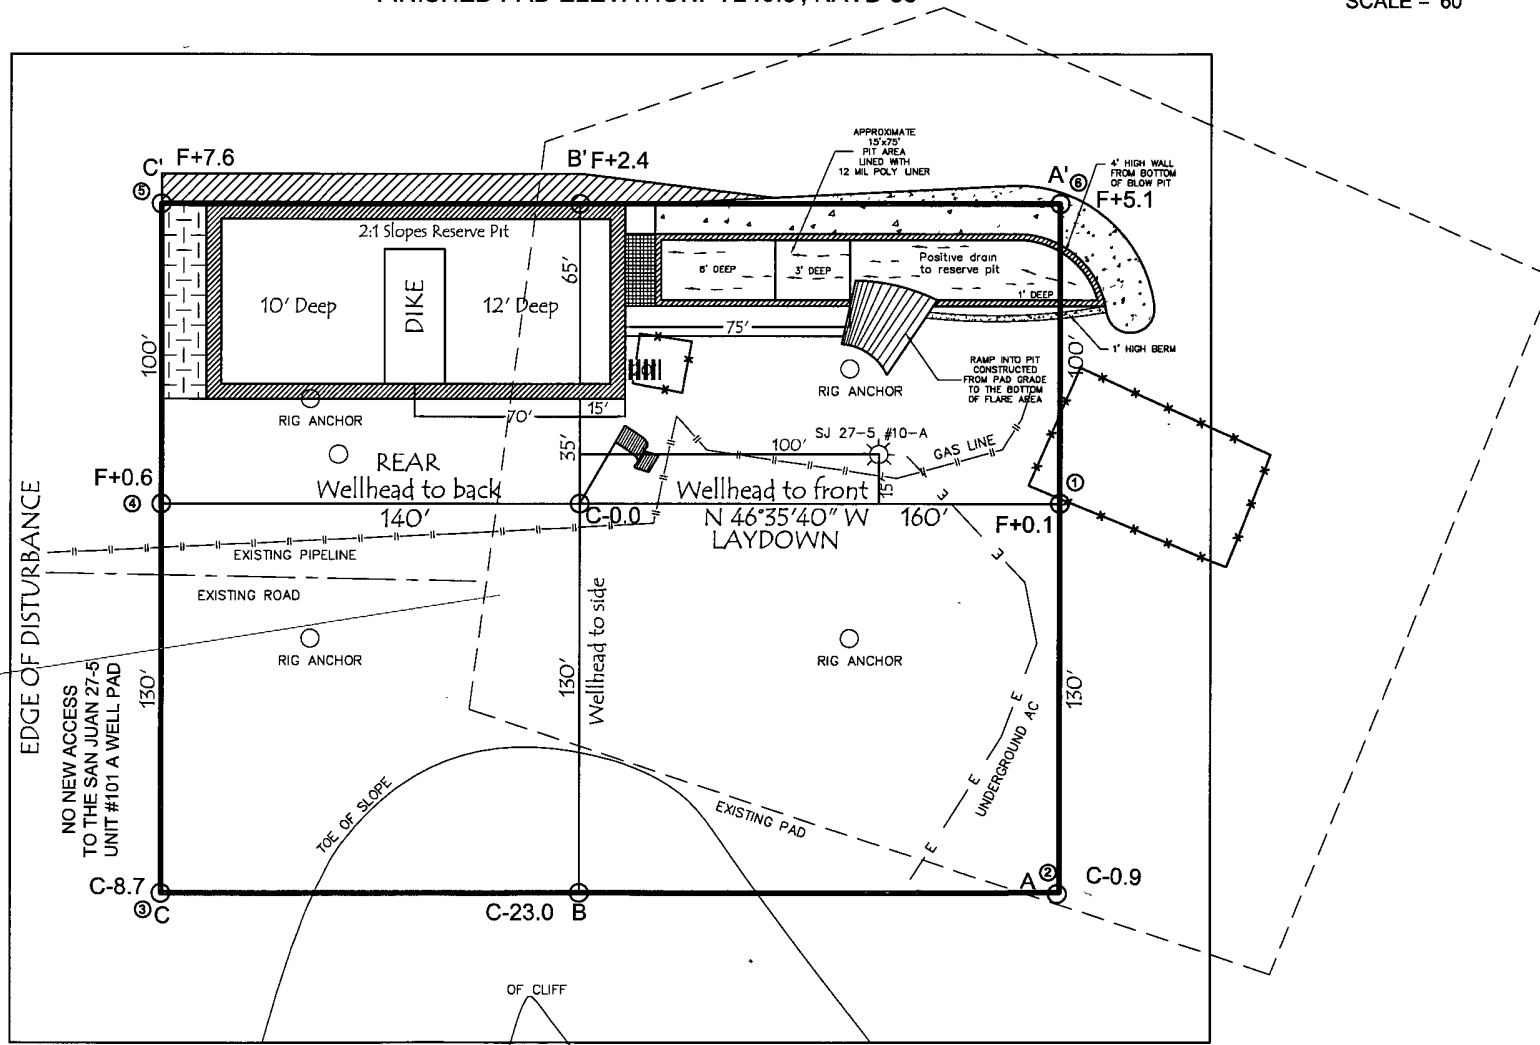 C' F+7.6
⑤
B' F+2.4
APPROXIMATE
15'x75'
PIT AREA
LINED WITH
12 MIL POLY LINER
4' HIGH WALL
FROM BOTTOM
OF BLOW PIT
A' ⑥
F+5.1
2:1 Slopes Reserve Pit
10' Deep
DIKE
12' Deep
65'
6' DEEP
3' DEEP
Positive drain
to reserve pit
1' DEEP
1' HIGH BERM
100'
75'
100'
RAMP INTO PIT
CONSTRUCTED
FROM PAD GRADE
TO THE BOTTOM
OF FLARE AREA
RIG ANCHOR
RIG ANCHOR
70'
15'
35'
100'
SJ 27-5 #10-A
GAS LINE
15'
F+0.6
④
REAR
Wellhead to back
140'
C-0.0
Wellhead to front
N 46°35'40" W
160'
LAYDOWN
①
F+0.1
E
E
EXISTING PIPELINE
EXISTING ROAD
EDGE OF DISTURBANCE
RIG ANCHOR
RIG ANCHOR
130'
130'
Wellhead to side
130'
NO NEW ACCESS
TO THE SAN JUAN 27-5
UNIT #101 A WELL PAD
TOE OF SLOPE
EXISTING PAD
E
E
E
E
UNDERGROUND AC
C-8.7
③ C
C-23.0 B
A ②
C-0.9
OF CLIFF